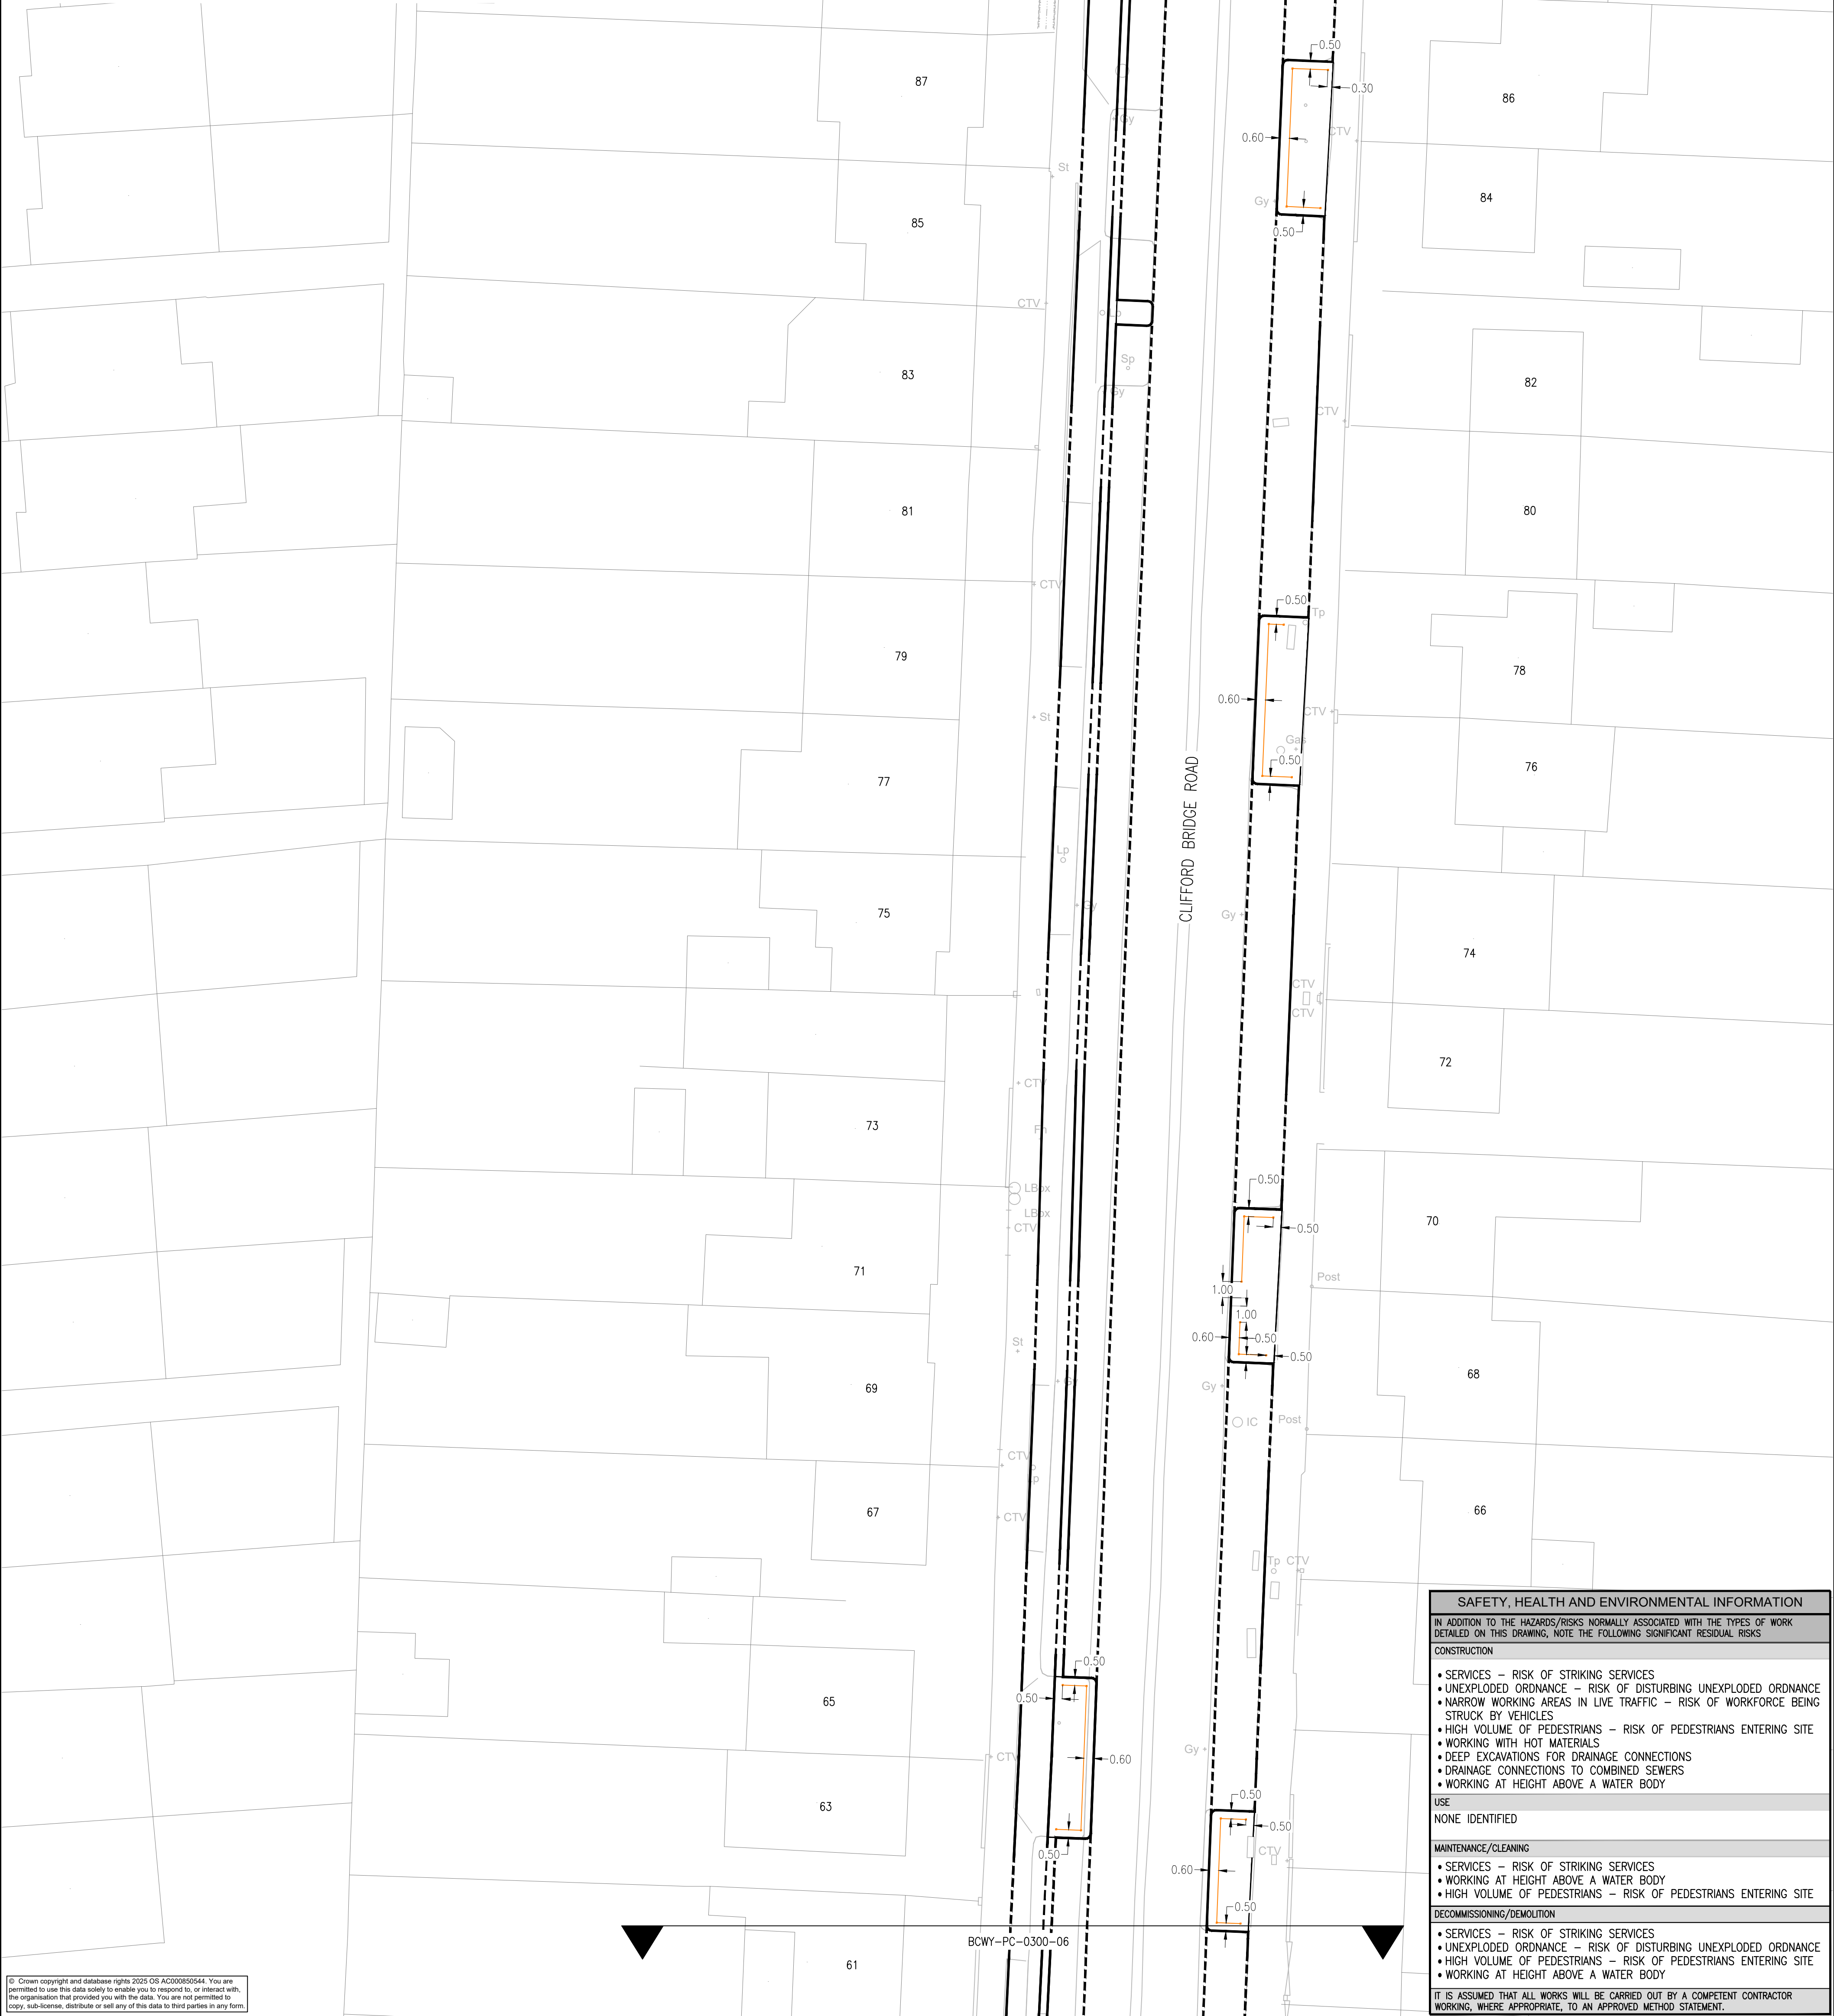 87
85
83
81
79
77
75
73
71
69
67
65
63
61
86
84
82
80
78
76
74
72
70
68
66
St
CTV
CTV
St
Lp
Gy
CTV
LBox
LBox
CTV
St
CTV
CTV
CTV
Gy
Sp
Gy
Gy
CTV
CTV
Tp
CTV
Gas
Gy
CTV
CTV
Post
Gy
IC
Post
Tp CTV
Gy
CTV
0.50
0.30
0.60
0.50
0.50
0.60
0.50
0.50
0.50
1.00
1.00
0.60
0.50
0.50
0.50
0.50
0.60
0.50
0.50
0.50
0.60
0.50
CLIFFORD BRIDGE ROAD
BCWY-PC-0300-06
SAFETY, HEALTH AND ENVIRONMENTAL INFORMATION
IN ADDITION TO THE HAZARDS/RISKS NORMALLY ASSOCIATED WITH THE TYPES OF WORK
DETAILED ON THIS DRAWING, NOTE THE FOLLOWING SIGNIFICANT RESIDUAL RISKS
CONSTRUCTION
• SERVICES – RISK OF STRIKING SERVICES
• UNEXPLODED ORDNANCE – RISK OF DISTURBING UNEXPLODED ORDNANCE
• NARROW WORKING AREAS IN LIVE TRAFFIC – RISK OF WORKFORCE BEING
STRUCK BY VEHICLES
• HIGH VOLUME OF PEDESTRIANS – RISK OF PEDESTRIANS ENTERING SITE
• WORKING WITH HOT MATERIALS
• DEEP EXCAVATIONS FOR DRAINAGE CONNECTIONS
• DRAINAGE CONNECTIONS TO COMBINED SEWERS
• WORKING AT HEIGHT ABOVE A WATER BODY
USE
NONE IDENTIFIED
MAINTENANCE/CLEANING
• SERVICES – RISK OF STRIKING SERVICES
• WORKING AT HEIGHT ABOVE A WATER BODY
• HIGH VOLUME OF PEDESTRIANS – RISK OF PEDESTRIANS ENTERING SITE
DECOMMISSIONING/DEMOLITION
• SERVICES – RISK OF STRIKING SERVICES
• UNEXPLODED ORDNANCE – RISK OF DISTURBING UNEXPLODED ORDNANCE
• HIGH VOLUME OF PEDESTRIANS – RISK OF PEDESTRIANS ENTERING SITE
• WORKING AT HEIGHT ABOVE A WATER BODY
IT IS ASSUMED THAT ALL WORKS WILL BE CARRIED OUT BY A COMPETENT CONTRACTOR
WORKING, WHERE APPROPRIATE, TO AN APPROVED METHOD STATEMENT.
© Crown copyright and database rights 2025 OS AC000850544. You are
permitted to use this data solely to enable you to respond to, or interact with,
the organisation that provided you with the data. You are not permitted to
copy, sub-license, distribute or sell any of this data to third parties in any form.